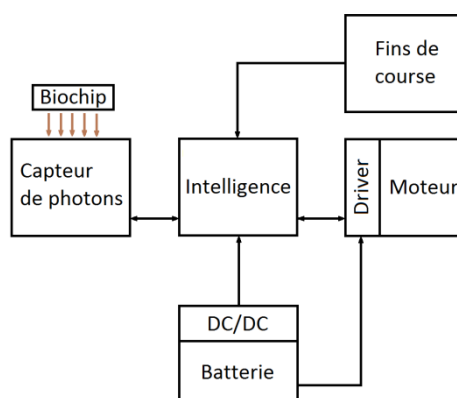 Fins de
course
Biochip
Capteur
de photons
Intelligence
Driver
Moteur
DC/DC
Batterie